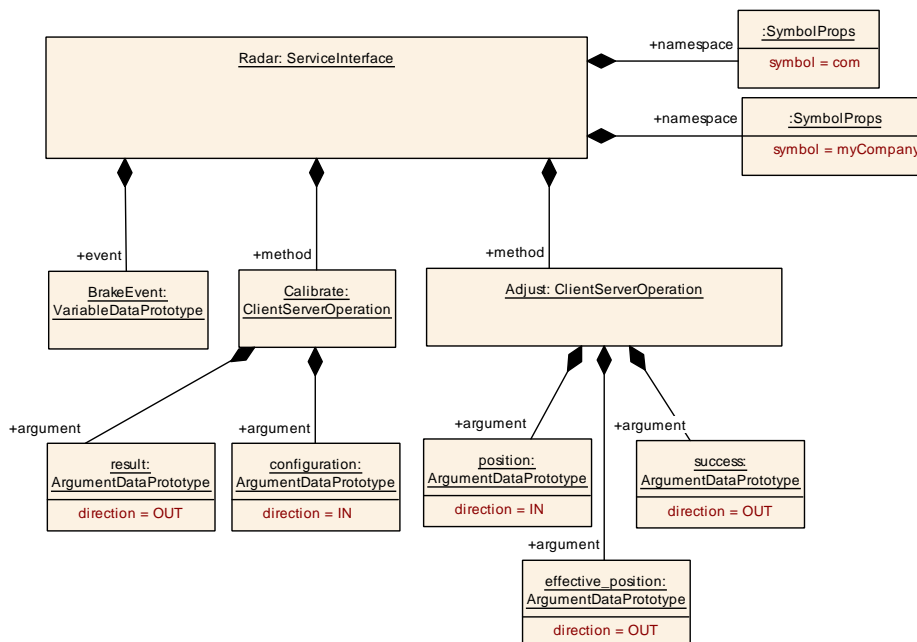 :SymbolProps
+namespace
symbol = com
Radar: ServiceInterface
:SymbolProps
+namespace
symbol = myCompany
+event
+method
+method
BrakeEvent:
VariableDataPrototype
Calibrate:
ClientServerOperation
Adjust: ClientServerOperation
+argument
+argument
+argument
+argument
result:
ArgumentDataPrototype
direction = OUT
configuration:
ArgumentDataPrototype
direction = IN
position:
ArgumentDataPrototype
direction = IN
success:
ArgumentDataPrototype
direction = OUT
+argument
effective_position:
ArgumentDataPrototype
direction = OUT